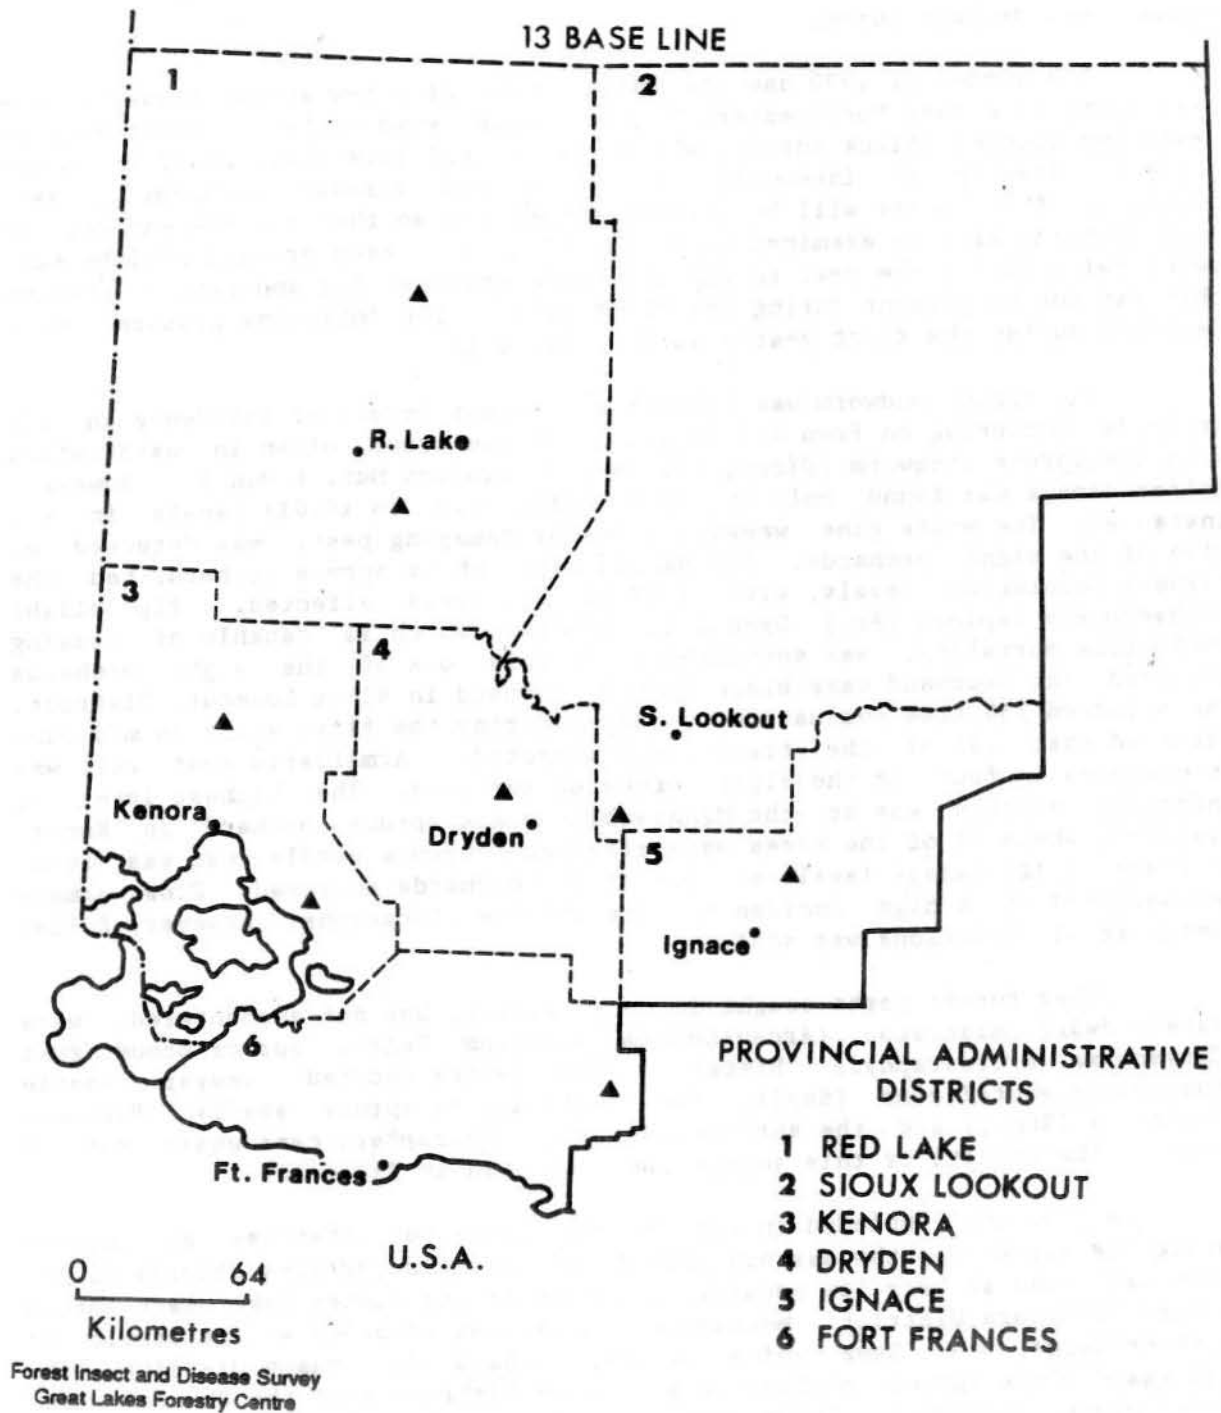 13 BASE LINE
1
2
R. Lake
3
4
S. Lookout
Kenora
Dryden
5
Ignace
6
PROVINCIAL ADMINISTRATIVE
DISTRICTS
Ft. Frances
1 RED LAKE
2 SIOUX LOOKOUT
3 KENORA
4 DRYDEN
5 IGNACE
6 FORT FRANCES
U.S.A.
0 64
Kilometres
Forest Insect and Disease Survey
Great Lakes Forestry Centre